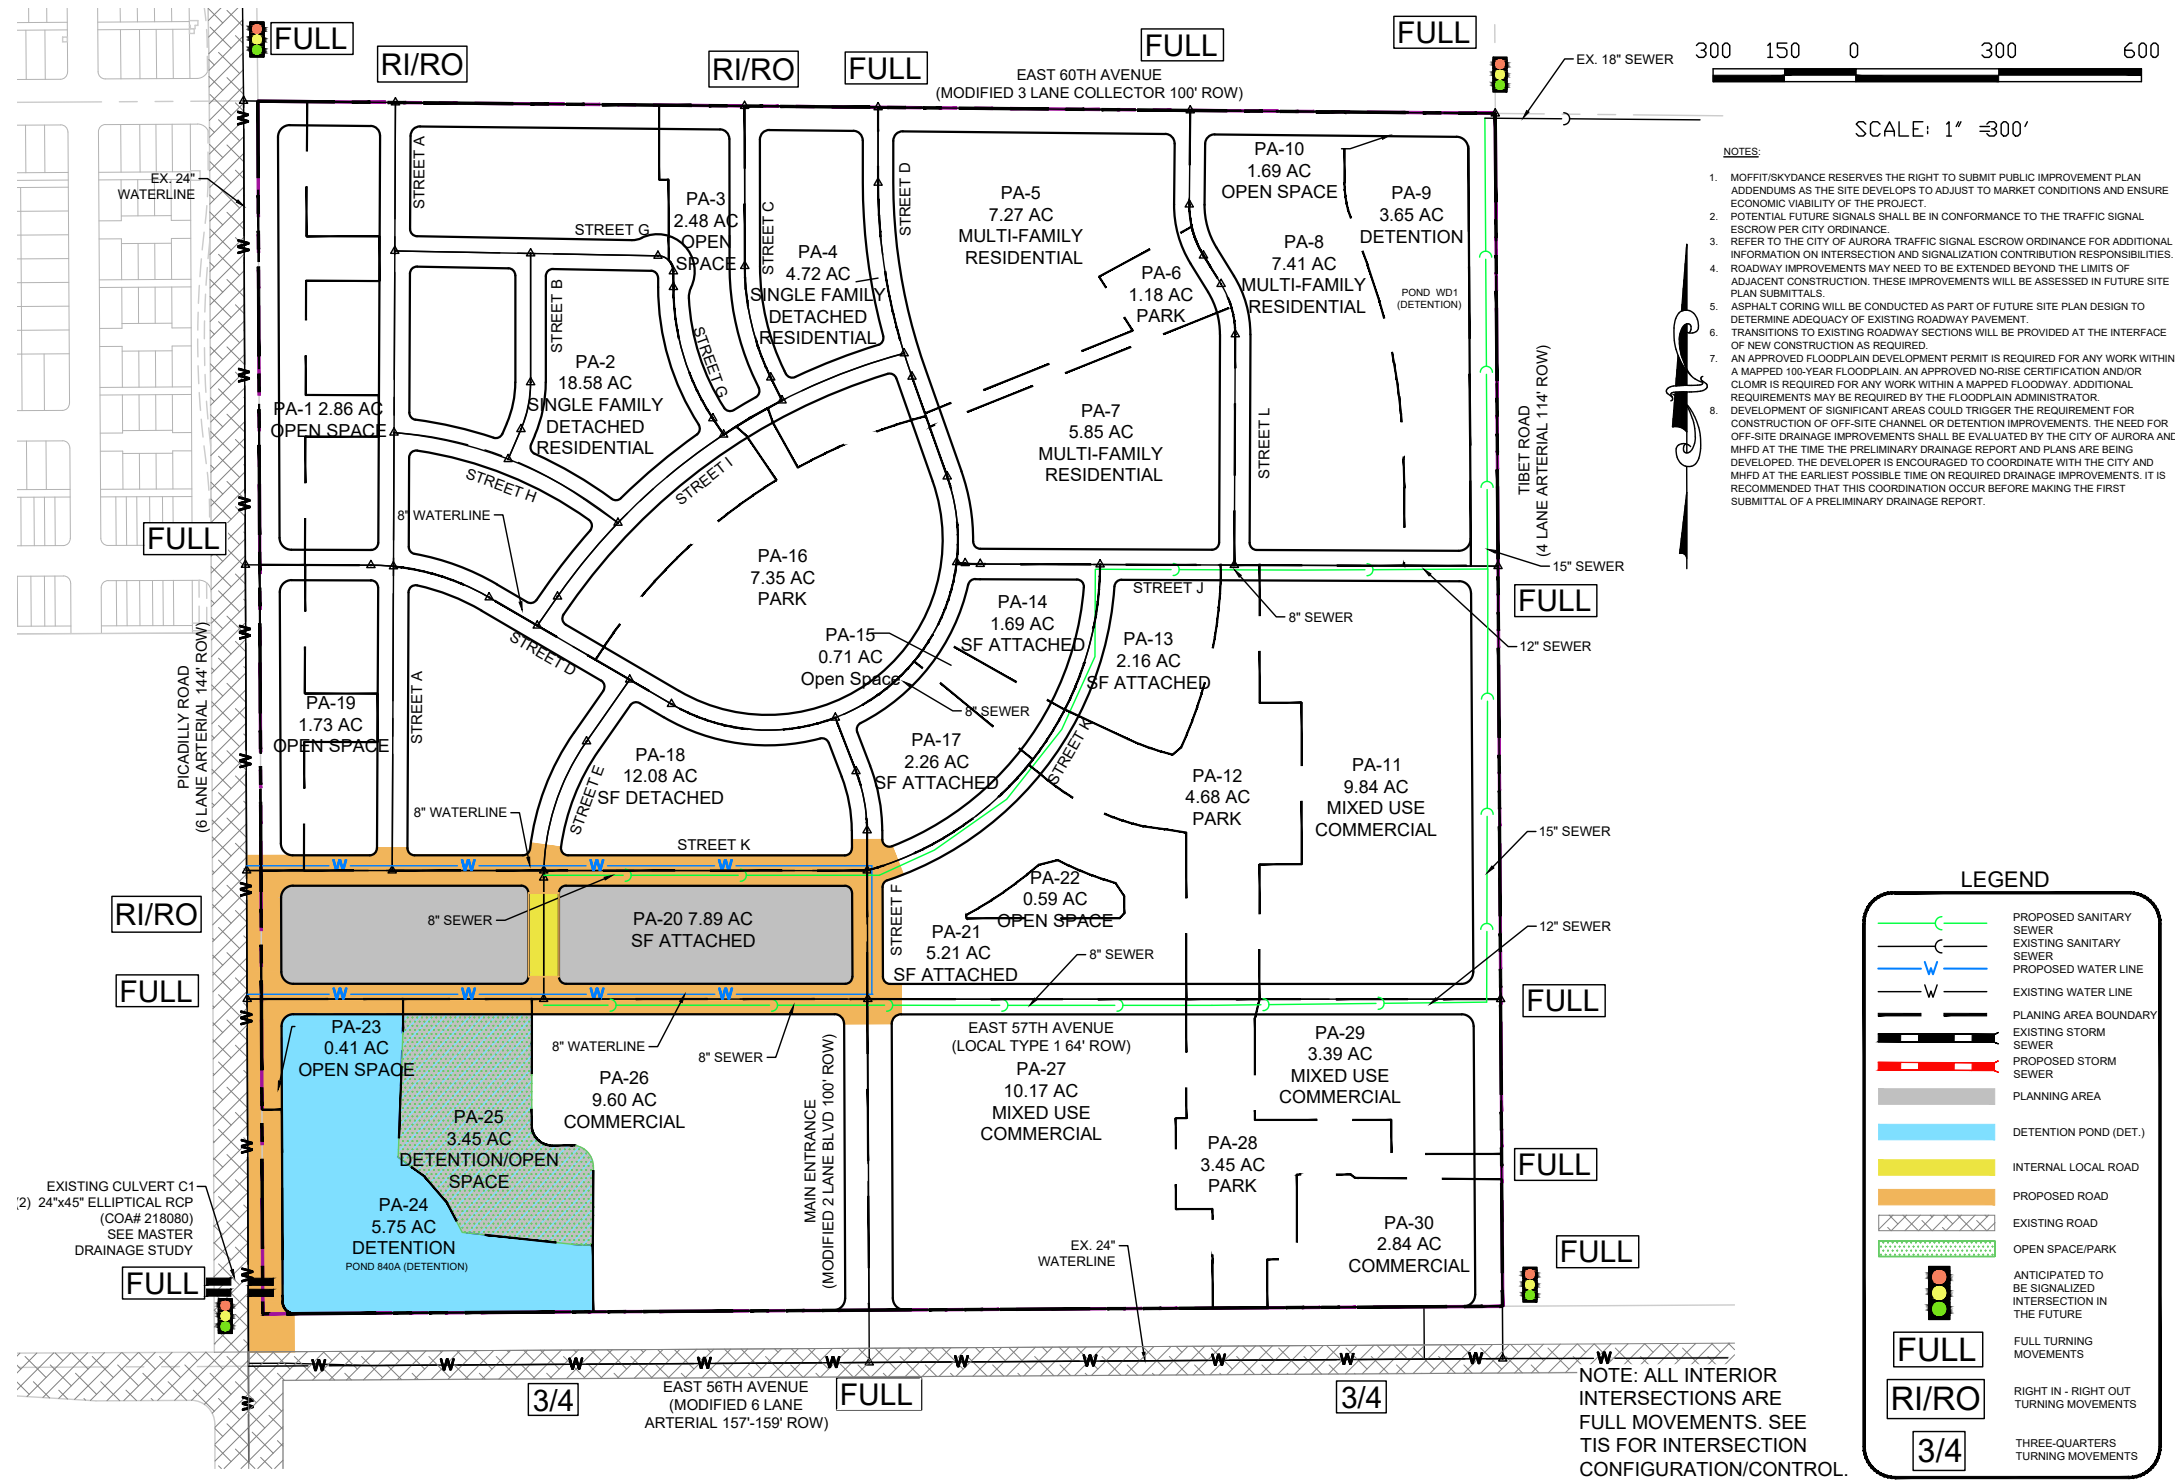 FULL
RI/RO
RI/RO
FULL
FULL
FULL
EAST 60TH AVENUE
(MODIFIED 3 LANE COLLECTOR 100' ROW)
EX. 18" SEWER
300 150 0 300 600
SCALE: 1" =300'
NOTES:
1. MOFFIT/SKYDANCE RESERVES THE RIGHT TO SUBMIT PUBLIC IMPROVEMENT PLAN
ADDENDUMS AS THE SITE DEVELOPS TO ADJUST TO MARKET CONDITIONS AND ENSURE
ECONOMIC VIABILITY OF THE PROJECT.
2. POTENTIAL FUTURE SIGNALS SHALL BE IN CONFORMANCE TO THE TRAFFIC SIGNAL
ESCROW PER CITY ORDINANCE.
3. REFER TO THE CITY OF AURORA TRAFFIC SIGNAL ESCROW ORDINANCE FOR ADDITIONAL
INFORMATION ON INTERSECTION AND SIGNALIZATION CONTRIBUTION RESPONSIBILITIES.
4. ROADWAY IMPROVEMENTS MAY NEED TO BE EXTENDED BEYOND THE LIMITS OF
ADJACENT CONSTRUCTION. THESE IMPROVEMENTS WILL BE ASSESSED IN FUTURE SITE
PLAN SUBMITTALS.
5. ASPHALT CORING WILL BE CONDUCTED AS PART OF FUTURE SITE PLAN DESIGN TO
DETERMINE ADEQUACY OF EXISTING ROADWAY PAVEMENT.
6. TRANSITIONS TO EXISTING ROADWAY SECTIONS WILL BE PROVIDED AT THE INTERFACE
OF NEW CONSTRUCTION AS REQUIRED.
7. AN APPROVED FLOODPLAIN DEVELOPMENT PERMIT IS REQUIRED FOR ANY WORK WITHIN
A MAPPED 100-YEAR FLOODPLAIN. AN APPROVED NO-RISE CERTIFICATION AND/OR
CLOMR IS REQUIRED FOR ANY WORK WITHIN A MAPPED FLOODWAY. ADDITIONAL
REQUIREMENTS MAY BE REQUIRED BY THE FLOODPLAIN ADMINISTRATOR.
8. DEVELOPMENT OF SIGNIFICANT AREAS COULD TRIGGER THE REQUIREMENT FOR
CONSTRUCTION OF OFF-SITE CHANNEL OR DETENTION IMPROVEMENTS. THE NEED FOR
OFF-SITE DRAINAGE IMPROVEMENTS SHALL BE EVALUATED BY THE CITY OF AURORA AND
MHFD AT THE TIME THE PRELIMINARY DRAINAGE REPORT AND PLANS ARE BEING
DEVELOPED. THE DEVELOPER IS ENCOURAGED TO COORDINATE WITH THE CITY AND
MHFD AT THE EARLIEST POSSIBLE TIME ON REQUIRED DRAINAGE IMPROVEMENTS. IT IS
RECOMMENDED THAT THIS COORDINATION OCCUR BEFORE MAKING THE FIRST
SUBMITTAL OF A PRELIMINARY DRAINAGE REPORT.
EX. 24"
WATERLINE
STREET A
STREET G
PA-3
2.48 AC
OPEN
SPACE
STREET C
PA-4
4.72 AC
SINGLE FAMILY
DETACHED
RESIDENTIAL
STREET D
PA-5
7.27 AC
MULTI-FAMILY
RESIDENTIAL
PA-6
1.18 AC
PARK
PA-10
1.69 AC
OPEN SPACE
PA-8
7.41 AC
MULTI-FAMILY
RESIDENTIAL
PA-9
3.65 AC
DETENTION
POND WD1
(DETENTION)
STREET B
STREET G
PA-2
18.58 AC
SINGLE FAMILY
DETACHED
RESIDENTIAL
PA-1 2.86 AC
OPEN SPACE
STREET H
STREET I
PA-7
5.85 AC
MULTI-FAMILY
RESIDENTIAL
STREET L
TIBET ROAD
(4 LANE ARTERIAL 114' ROW)
8" WATERLINE
FULL
PA-16
7.35 AC
PARK
STREET D
PA-15
0.71 AC
Open Space
PA-14
1.69 AC
SF ATTACHED
STREET J
PA-13
2.16 AC
SF ATTACHED
8" SEWER
15" SEWER
FULL
12" SEWER
PICADILLY ROAD
(6 LANE ARTERIAL 144' ROW)
PA-19
1.73 AC
OPEN SPACE
STREET A
8" SEWER
PA-17
2.26 AC
SF ATTACHED
STREET K
PA-18
12.08 AC
SF DETACHED
STREET E
PA-12
4.68 AC
PARK
PA-11
9.84 AC
MIXED USE
COMMERCIAL
8" WATERLINE
STREET K
15" SEWER
RI/RO
8" SEWER
PA-20 7.89 AC
SF ATTACHED
STREET F
PA-22
0.59 AC
OPEN SPACE
PA-21
5.21 AC
SF ATTACHED
8" SEWER
12" SEWER
FULL
FULL
PA-23
0.41 AC
OPEN SPACE
8" WATERLINE
8" SEWER
EAST 57TH AVENUE
(LOCAL TYPE 1 64' ROW)
PA-26
9.60 AC
COMMERCIAL
PA-27
10.17 AC
MIXED USE
COMMERCIAL
PA-29
3.39 AC
MIXED USE
COMMERCIAL
PA-25
3.45 AC
DETENTION/OPEN
SPACE
MAIN ENTRANCE
(MODIFIED 2 LANE BLVD 100' ROW)
PA-28
3.45 AC
PARK
FULL
EXISTING CULVERT C1
2) 24"x45" ELLIPTICAL RCP
(COA# 218080)
SEE MASTER
DRAINAGE STUDY
PA-24
5.75 AC
DETENTION
POND 840A (DETENTION)
EX. 24"
WATERLINE
PA-30
2.84 AC
COMMERCIAL
FULL
FULL
3/4
EAST 56TH AVENUE
(MODIFIED 6 LANE
ARTERIAL 157'-159' ROW)
FULL
3/4
NOTE: ALL INTERIOR
INTERSECTIONS ARE
FULL MOVEMENTS. SEE
TIS FOR INTERSECTION
CONFIGURATION/CONTROL.
LEGEND
PROPOSED SANITARY
SEWER
EXISTING SANITARY
SEWER
W PROPOSED WATER LINE
W EXISTING WATER LINE
PLANING AREA BOUNDARY
EXISTING STORM
SEWER
PROPOSED STORM
SEWER
PLANNING AREA
DETENTION POND (DET.)
INTERNAL LOCAL ROAD
PROPOSED ROAD
EXISTING ROAD
OPEN SPACE/PARK
ANTICIPATED TO
BE SIGNALIZED
INTERSECTION IN
THE FUTURE
FULL FULL TURNING
MOVEMENTS
RI/RO RIGHT IN - RIGHT OUT
TURNING MOVEMENTS
3/4 THREE-QUARTERS
TURNING MOVEMENTS